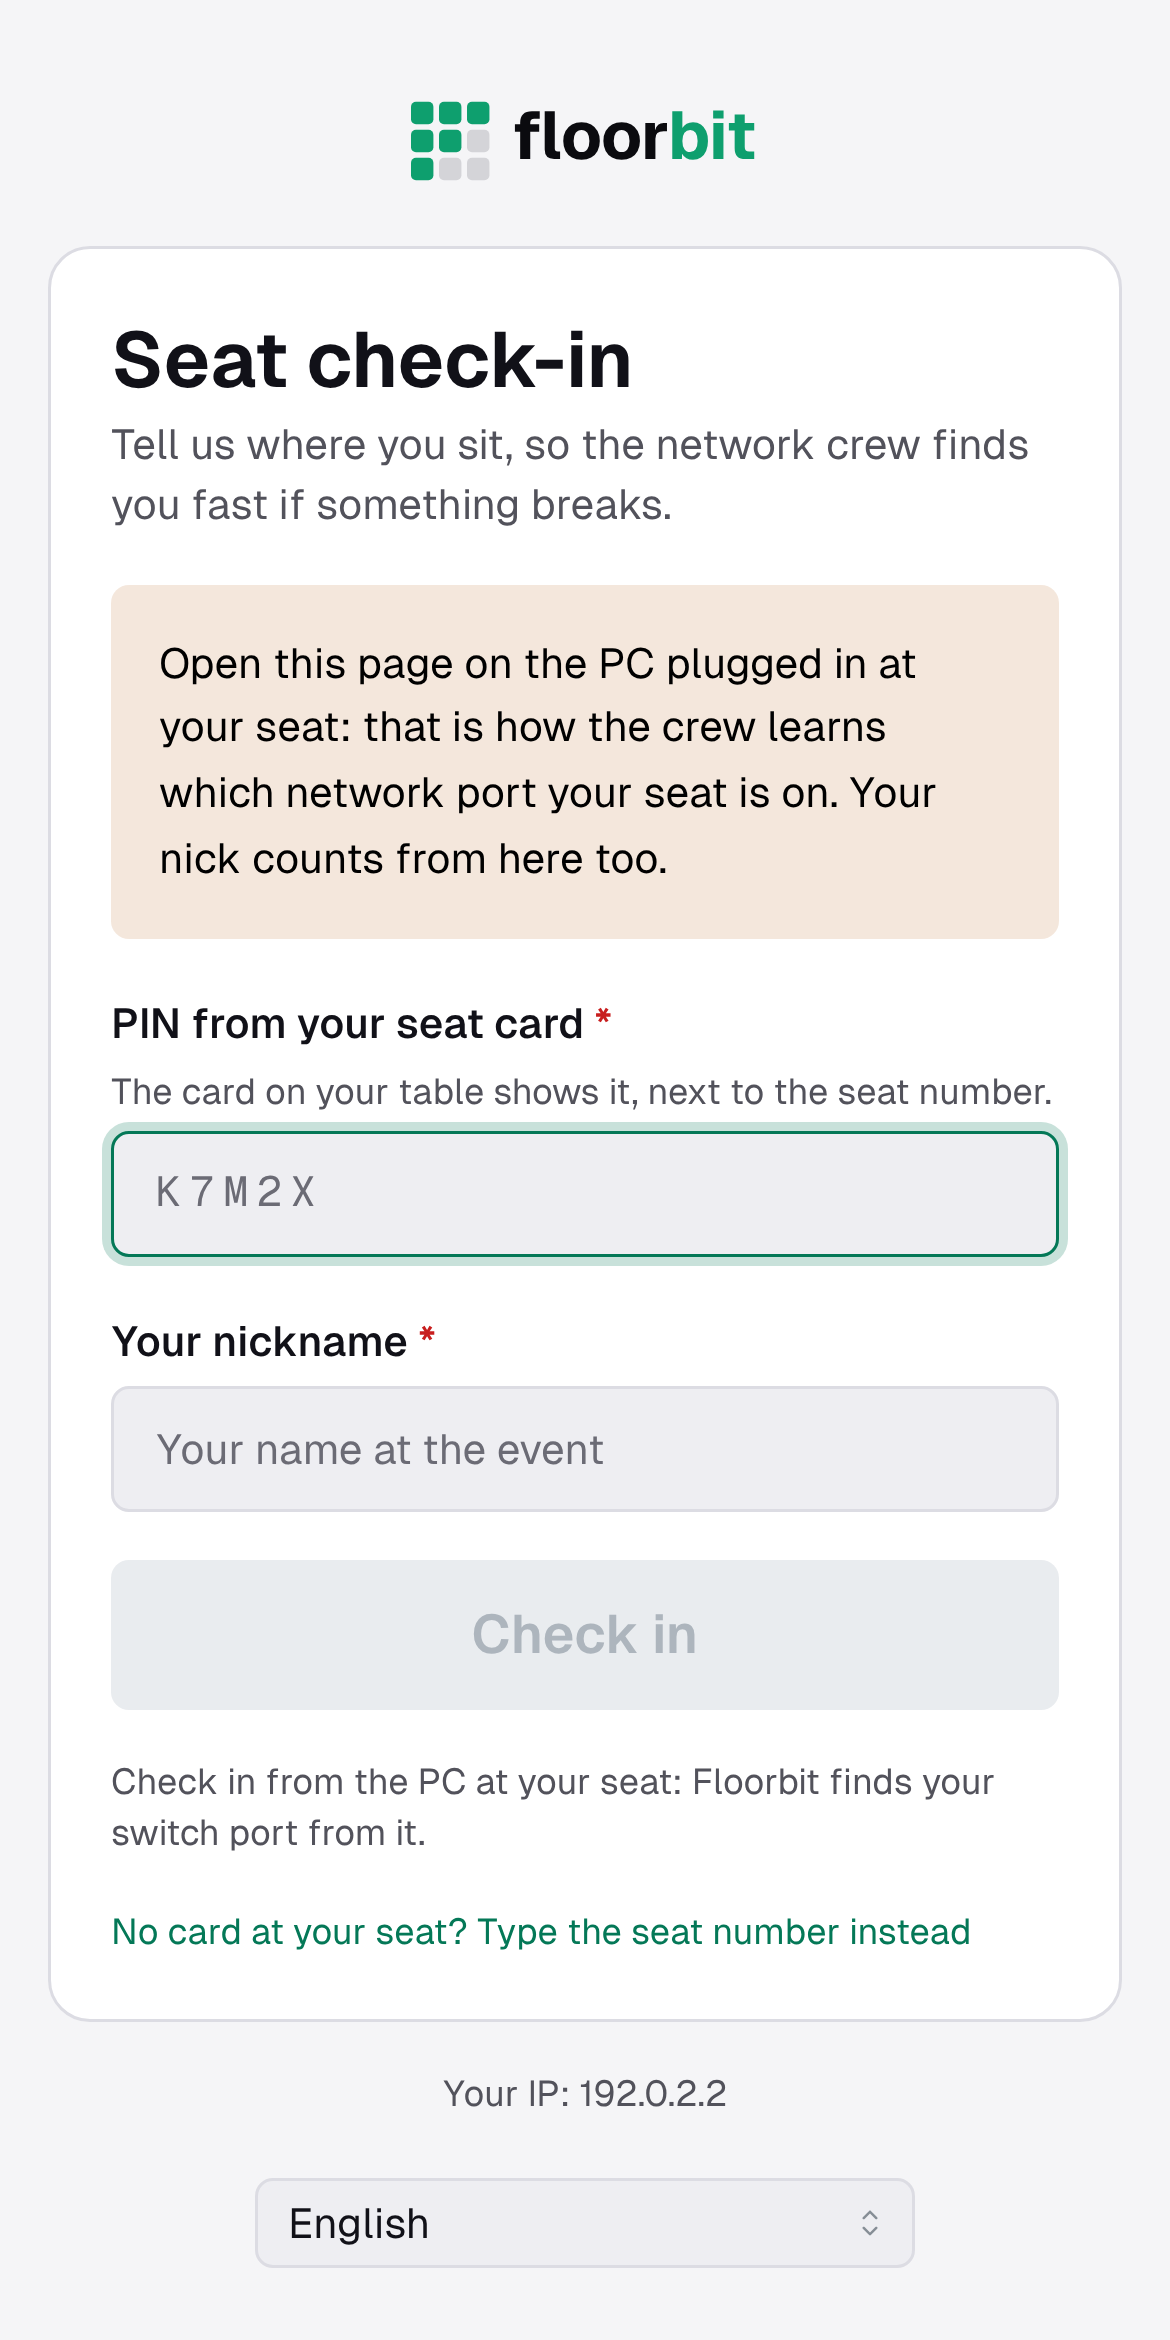 floorbit
Seat check-in
Tell us where you sit, so the network crew finds
you fast if something breaks.
Open this page on the PC plugged in at
your seat: that is how the crew learns
which network port your seat is on. Your
nick counts from here too.
PIN from your seat card *
The card on your table shows it, next to the seat number.
K7M2X
Your nickname *
Your name at the event
Check in
Check in from the PC at your seat: Floorbit finds your
switch port from it.
No card at your seat? Type the seat number instead
Your IP: 192.0.2.2
English